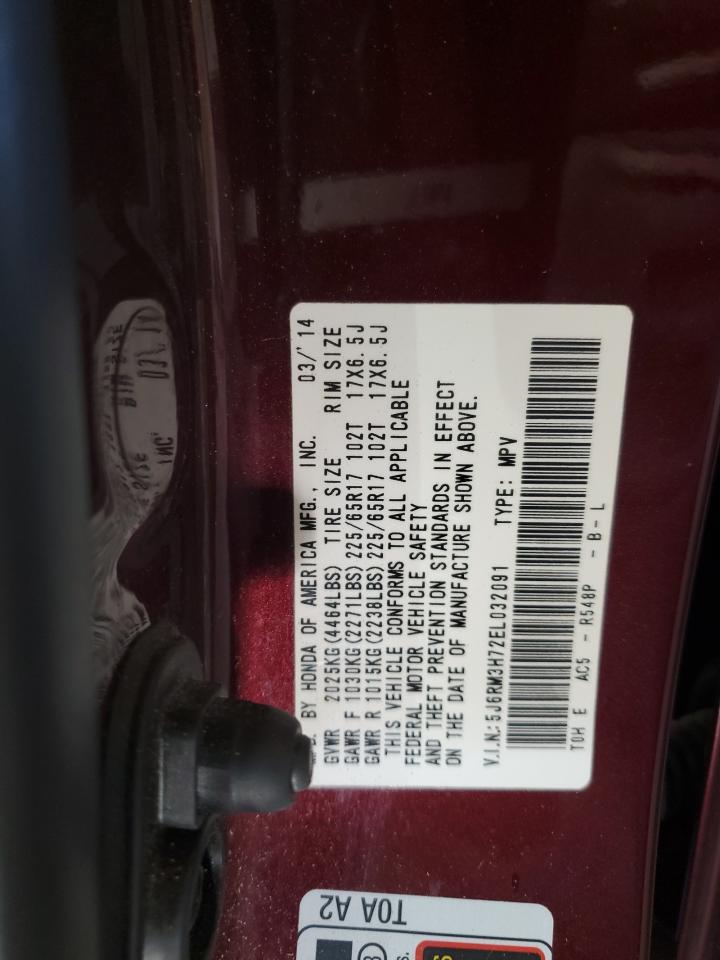 D. BY HONDA OF AMERICA MFG., INC. 03/'14
GVWR 2025KG(4464LBS) TIRE SIZE RIM SIZE
GAWR F 1030KG(2271LBS)225/65R17 102T 17X6.5J
GAWR R 1015KG(2238LBS)225/65R17 102T 17X6.5J
THIS VEHICLE CONFORMS TO ALL APPLICABLE
FEDERAL MOTOR VEHICLE SAFETY
AND THEFT PREVENTION STANDARDS IN EFFECT
ON THE DATE OF MANUFACTURE SHOWN ABOVE.
V.I.N.:5J6RM3H72EL032091 TYPE: MPV
TOH E AC5 - R548P - B - L
T0A A2